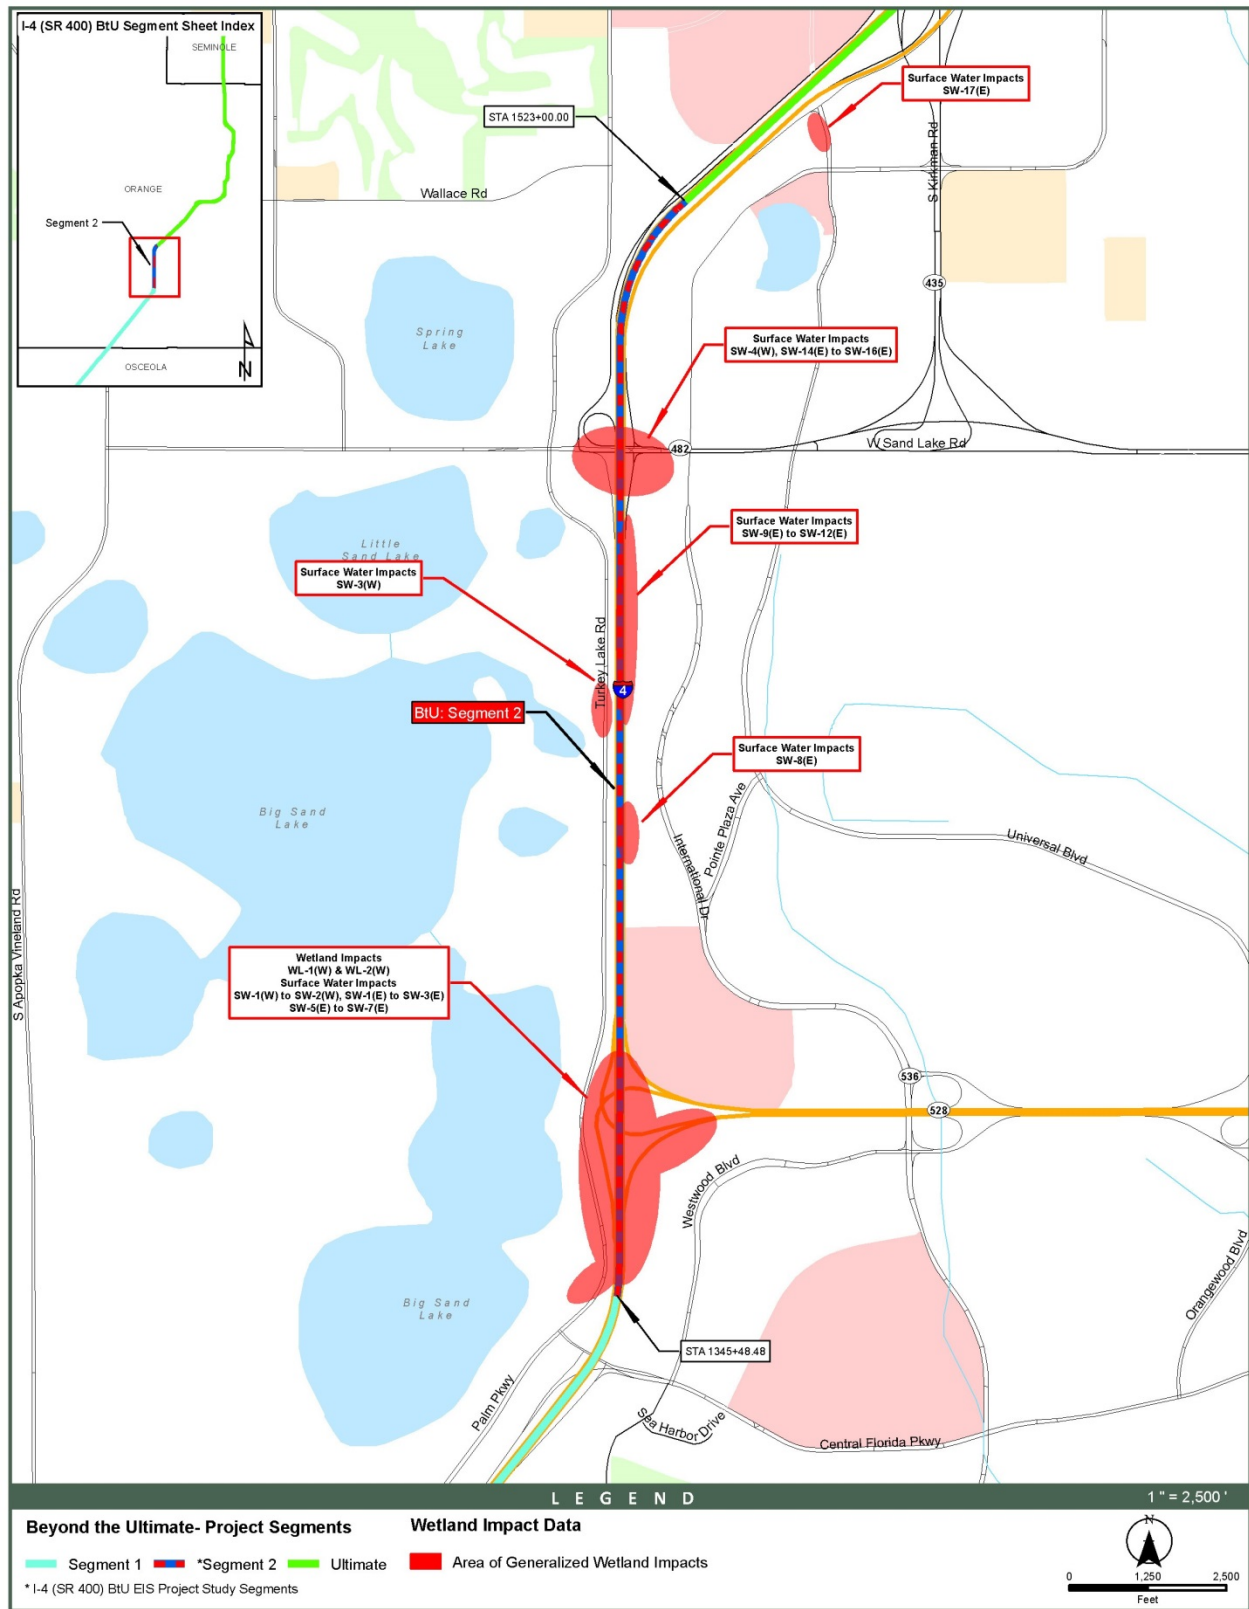 I-4 (SR 400) BtU Segment Sheet Index
SEMINOLE
ORANGE
Segment 2
OSCEOLA
N
Surface Water Impacts
SW-17(E)
STA 1523+00.00
S Kirkman Rd
Wallace Rd
435
Spring
Lake
Surface Water Impacts
SW-4(W), SW-14(E) to SW-16(E)
482
W Sand Lake Rd
Surface Water Impacts
SW-9(E) to SW-12(E)
Little
Sand Lake
Surface Water Impacts
SW-3(W)
Turkey Lake Rd
4
BtU: Segment 2
Surface Water Impacts
SW-8(E)
Big Sand
Lake
International Dr
Pointe Plaza Ave
Universal Blvd
S Apopka Vineland Rd
Wetland Impacts
WL-1(W) & WL-2(W)
Surface Water Impacts
SW-1(W) to SW-2(W), SW-1(E) to SW-3(E)
SW-5(E) to SW-7(E)
536
528
Westwood Blvd
Orangewood Blvd
Big Sand
Lake
STA 1345+48.48
Palm Pkwy
Sea Harbor Drive
Central Florida Pkwy
LEGEND
1 " = 2,500 '
Beyond the Ultimate- Project Segments
Segment 1
*Segment 2
Ultimate
* I-4 (SR 400) BtU EIS Project Study Segments
Wetland Impact Data
Area of Generalized Wetland Impacts
N
0 1,250 2,500
Feet